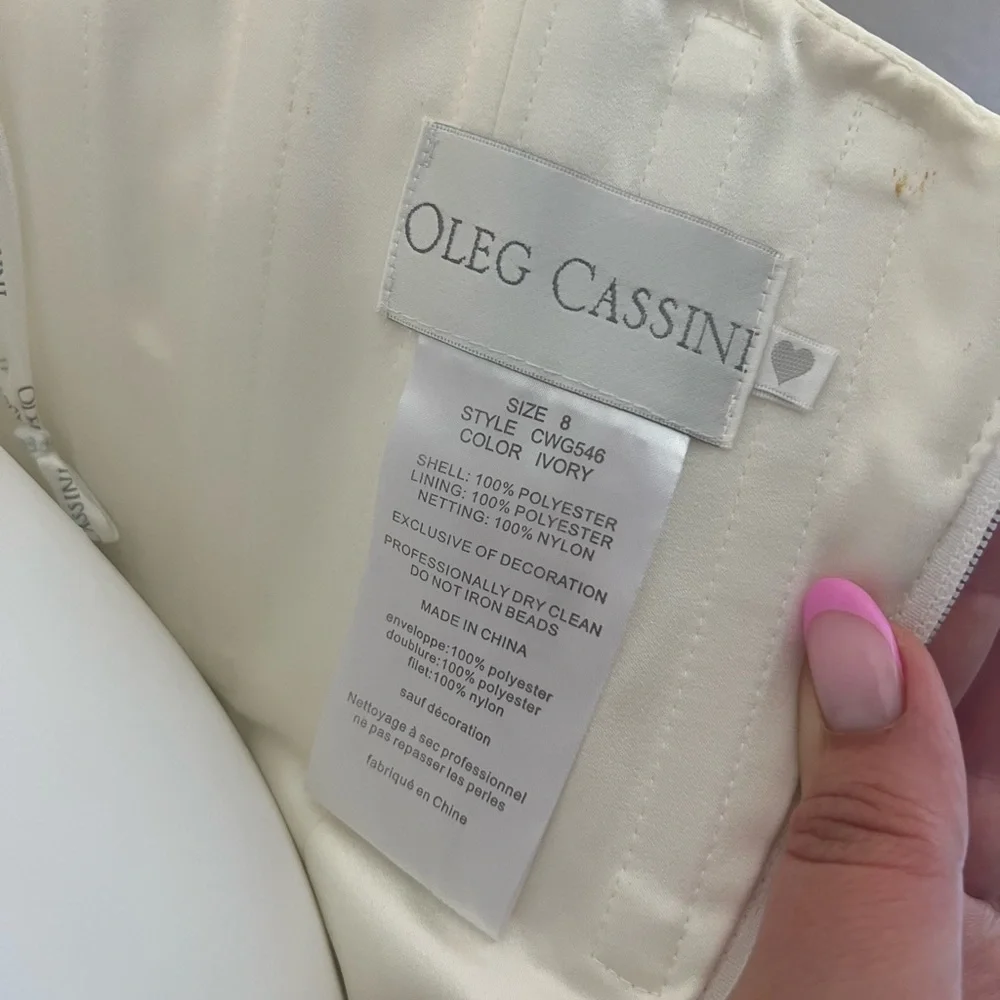 OLEG CASSINI
SIZE 8
STYLE CWG546
COLOR IVORY
SHELL: 100% POLYESTER
LINING: 100% POLYESTER
NETTING: 100% NYLON
EXCLUSIVE OF DECORATION
PROFESSIONALLY DRY CLEAN
DO NOT IRON BEADS
MADE IN CHINA
enveloppe:100% polyester
doublure:100% polyester
filet:100% nylon
sauf décoration
Nettoyage à sec professionnel
ne pas repasser les perles
fabriqué en Chine